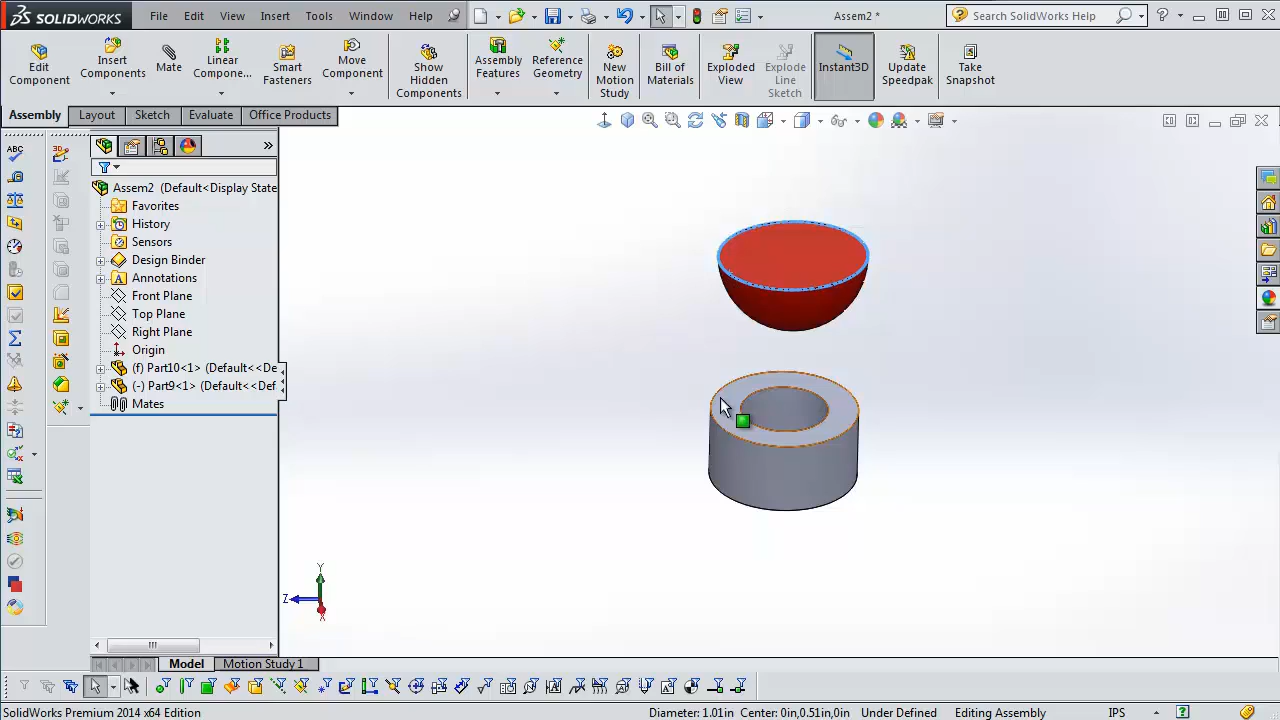 SOLIDWORKS File Edit View Insert Tools Window Help Assem2 * Search SolidWorks Help
Edit Component
Insert Components
Mate
Linear Compone...
Smart Fasteners
Move Component
Show Hidden Components
Assembly Features
Reference Geometry
New Motion Study
Bill of Materials
Exploded View
Explode Line Sketch
Instant3D
Update Speedpak
Take Snapshot
Assembly Layout Sketch Evaluate Office Products
ABC
3D
Assem2 (Default<Display State
Favorites
History
Sensors
Design Binder
Annotations
Front Plane
Top Plane
Right Plane
Origin
(f) Part10<1> (Default<<De
(-) Part9<1> (Default<<Def
Mates
Y
Z
X
Model Motion Study 1
SolidWorks Premium 2014 x64 Edition Diameter: 1.01in Center: 0in,0.51in,0in Under Defined Editing Assembly IPS